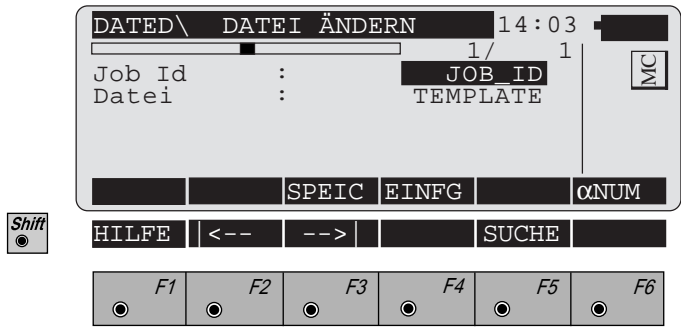 DATED\ DATEI ÄNDERN 14:03
1/ 1
Job Id : JOB_ID
MC
Datei : TEMPLATE
SPEIC EINFG αNUM
Shift
HILFE |<-- -->| SUCHE
F1 F2 F3 F4 F5 F6